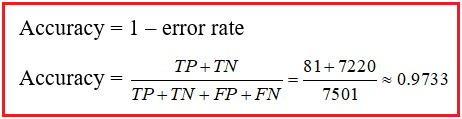 Accuracy = 1 – error rate
Accuracy = TP+TN / TP+TN+FP+FN = 81+7220 / 7501 ≈ 0.9733